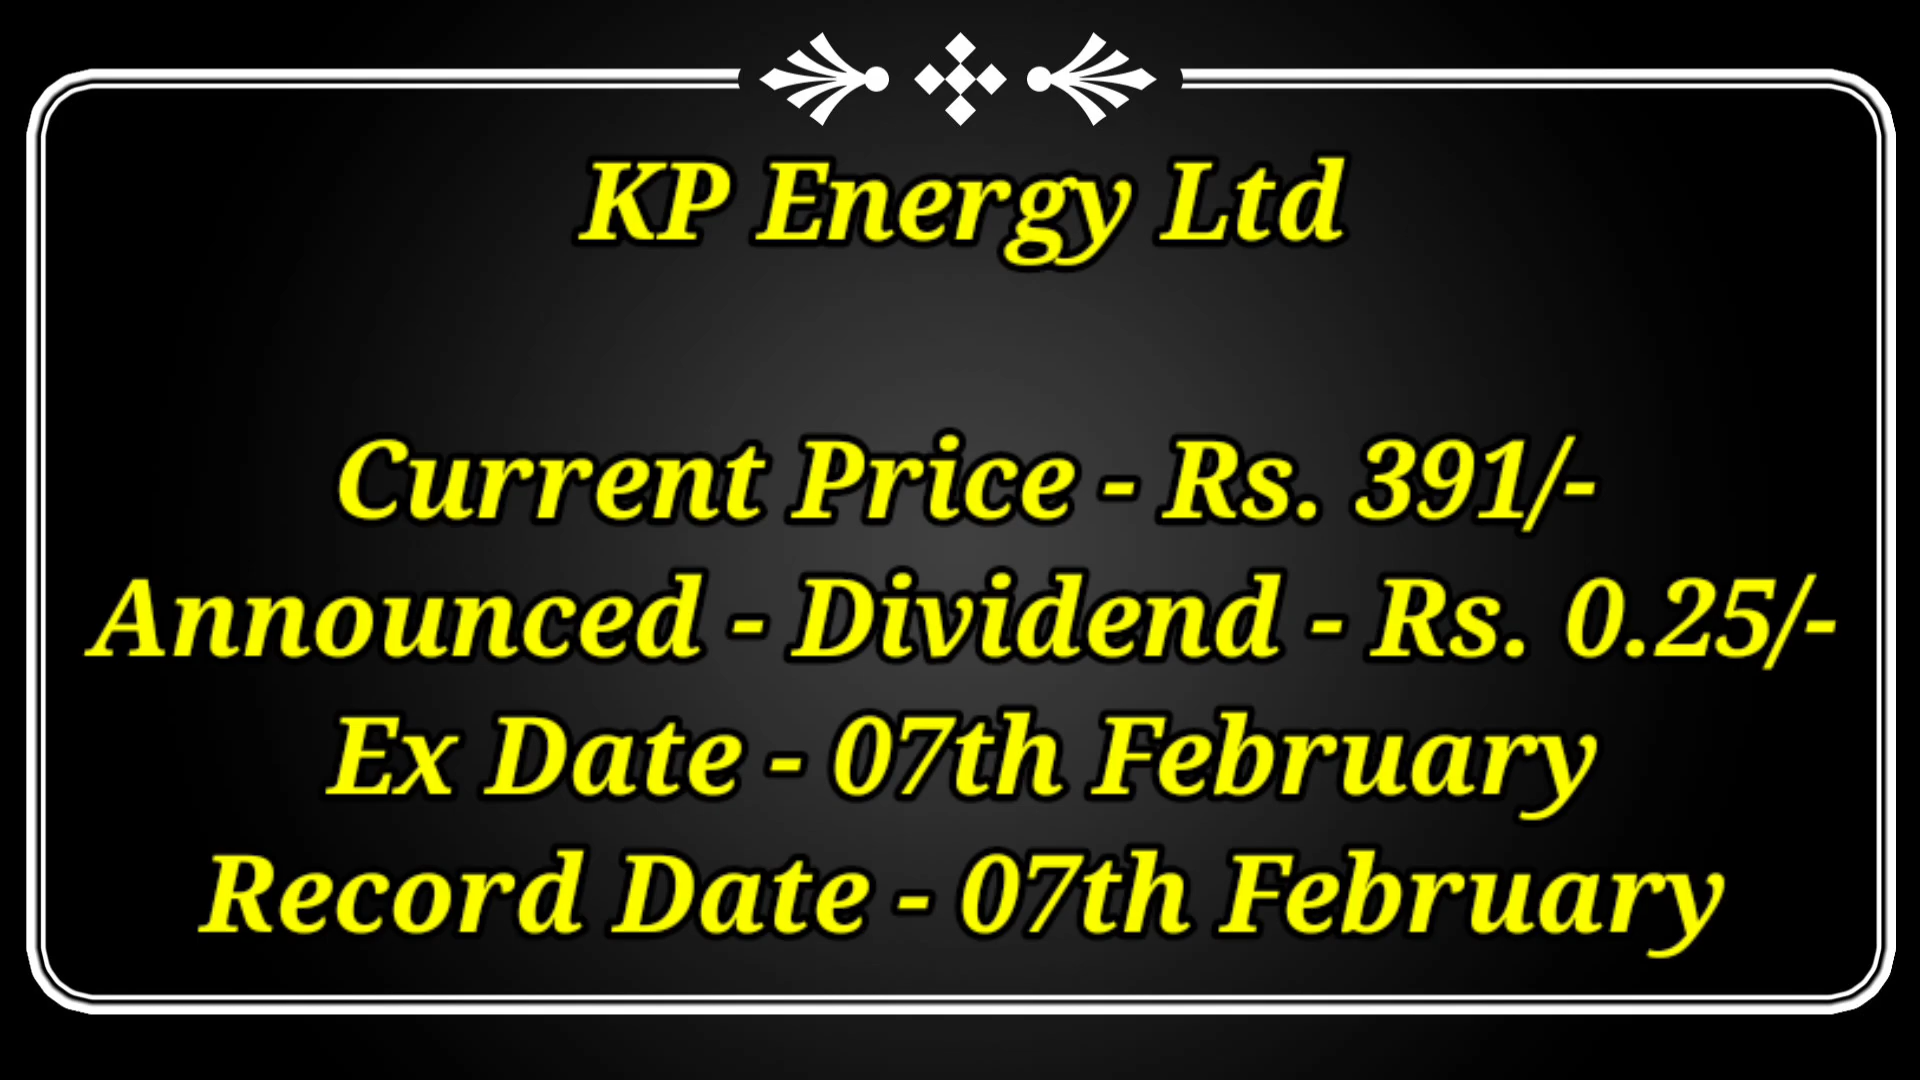 KP Energy Ltd
Current Price - Rs. 391/-
Announced - Dividend - Rs. 0.25/-
Ex Date - 07th February
Record Date - 07th February